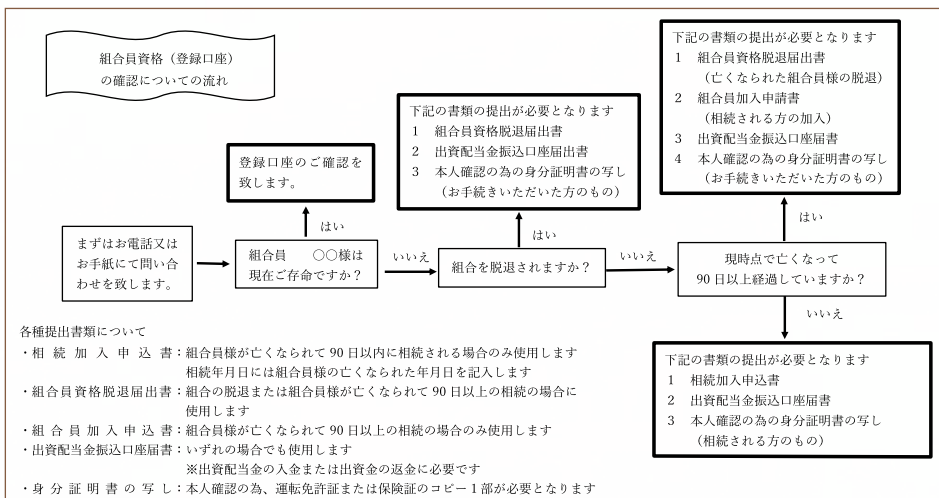 組合員資格（登録口座）
の確認についての流れ
まずはお電話又は
お手紙にて問い合
わせを致します。
組合員　　○○様は
現在ご存命ですか？
はい
登録口座のご確認を
致します。
いいえ
組合を脱退されますか？
はい
下記の書類の提出が必要となります
1　組合員資格脱退届出書
2　出資配当金振込口座届出書
3　本人確認の為の身分証明書の写し
（お手続きいただいた方のもの）
いいえ
現時点で亡くなって
90日以上経過していますか？
はい
下記の書類の提出が必要となります
1　組合員資格脱退届出書
（亡くなられた組合員様の脱退）
2　組合員加入申請書
（相続される方の加入）
3　出資配当金振込口座届書
4　本人確認の為の身分証明書の写し
（お手続きいただいた方のもの）
いいえ
下記の書類の提出が必要となります
1　相続加入申込書
2　出資配当金振込口座届書
3　本人確認の為の身分証明書の写し
（相続される方のもの）
各種提出書類について
・相続加入申込書：組合員様が亡くなられて90日以内に相続される場合のみ使用します
相続年月日には組合員様の亡くなられた年月日を記入します
・組合員資格脱退届出書：組合の脱退または組合員様が亡くなられて90日以上の相続の場合に
使用します
・組合員加入申込書：組合員様が亡くなられて90日以上の相続の場合のみ使用します
・出資配当金振込口座届書：いずれの場合でも使用します
※出資配当金の入金または出資金の返金に必要です
・身分証明書の写し：本人確認の為、運転免許証または保険証のコピー1部が必要となります